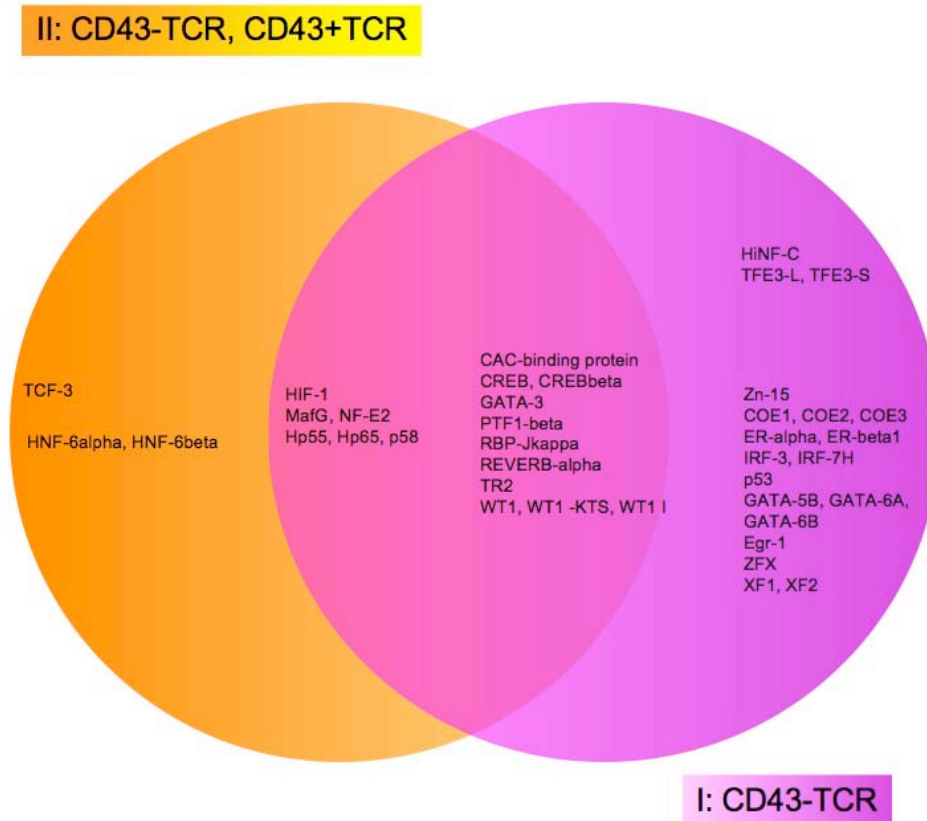 II: CD43-TCR, CD43+TCR
TCF-3
HNF-6alpha, HNF-6beta
HIF-1
MafG, NF-E2
Hp55, Hp65, p58
CAC-binding protein
CREB, CREBbeta
GATA-3
PTF1-beta
RBP-Jkappa
REVERB-alpha
TR2
WT1, WT1 -KTS, WT1 I
HiNF-C
TFE3-L, TFE3-S
Zn-15
COE1, COE2, COE3
ER-alpha, ER-beta1
IRF-3, IRF-7H
p53
GATA-5B, GATA-6A,
GATA-6B
Egr-1
ZFX
XF1, XF2
I: CD43-TCR